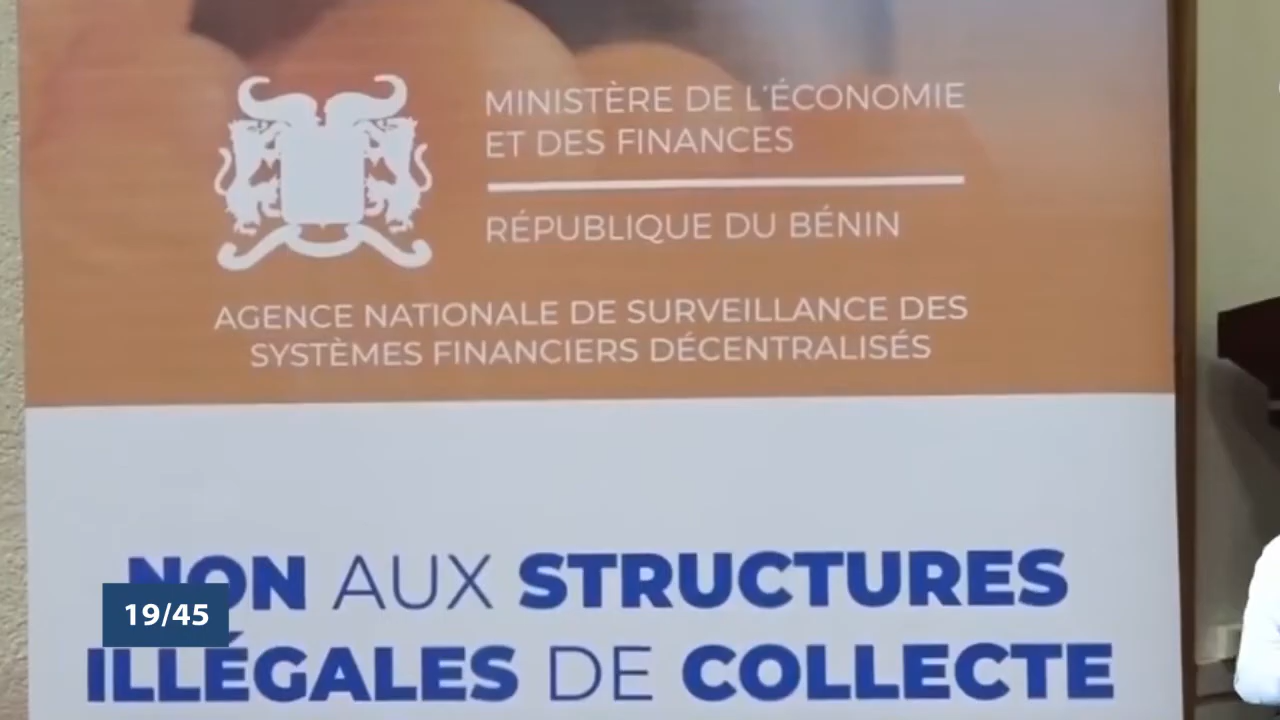 MINISTÈRE DE L'ÉCONOMIE
ET DES FINANCES
RÉPUBLIQUE DU BÉNIN
AGENCE NATIONALE DE SURVEILLANCE DES
SYSTÈMES FINANCIERS DÉCENTRALISÉS
NON AUX STRUCTURES
19/45
ILLÉGALES DE COLLECTE